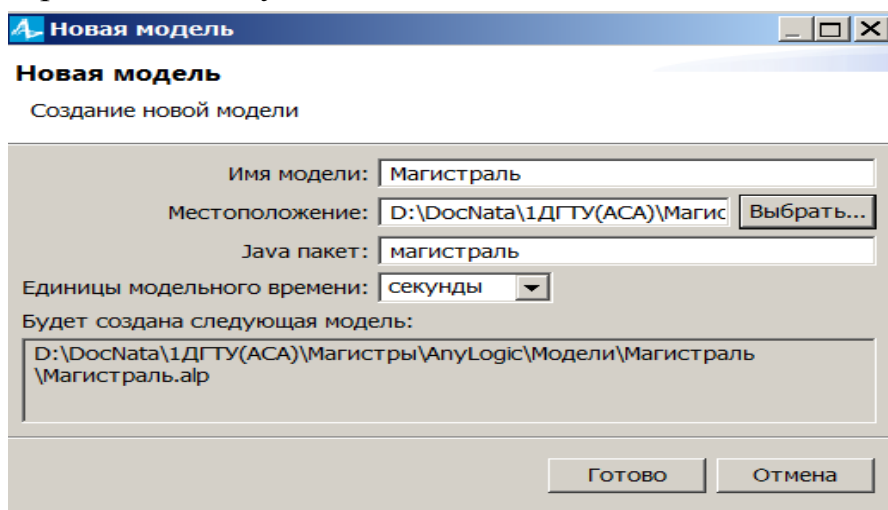 Новая модель
Новая модель
Создание новой модели
Имя модели: Магистраль
Местоположение: D:\DocNata\1ДГТУ(АСА)\Магис Выбрать...
Java пакет: магистраль
Единицы модельного времени: секунды
Будет создана следующая модель:
D:\DocNata\1ДГТУ(АСА)\Магистры\AnyLogic\Модели\Магистраль
\Магистраль.alp
Готово Отмена